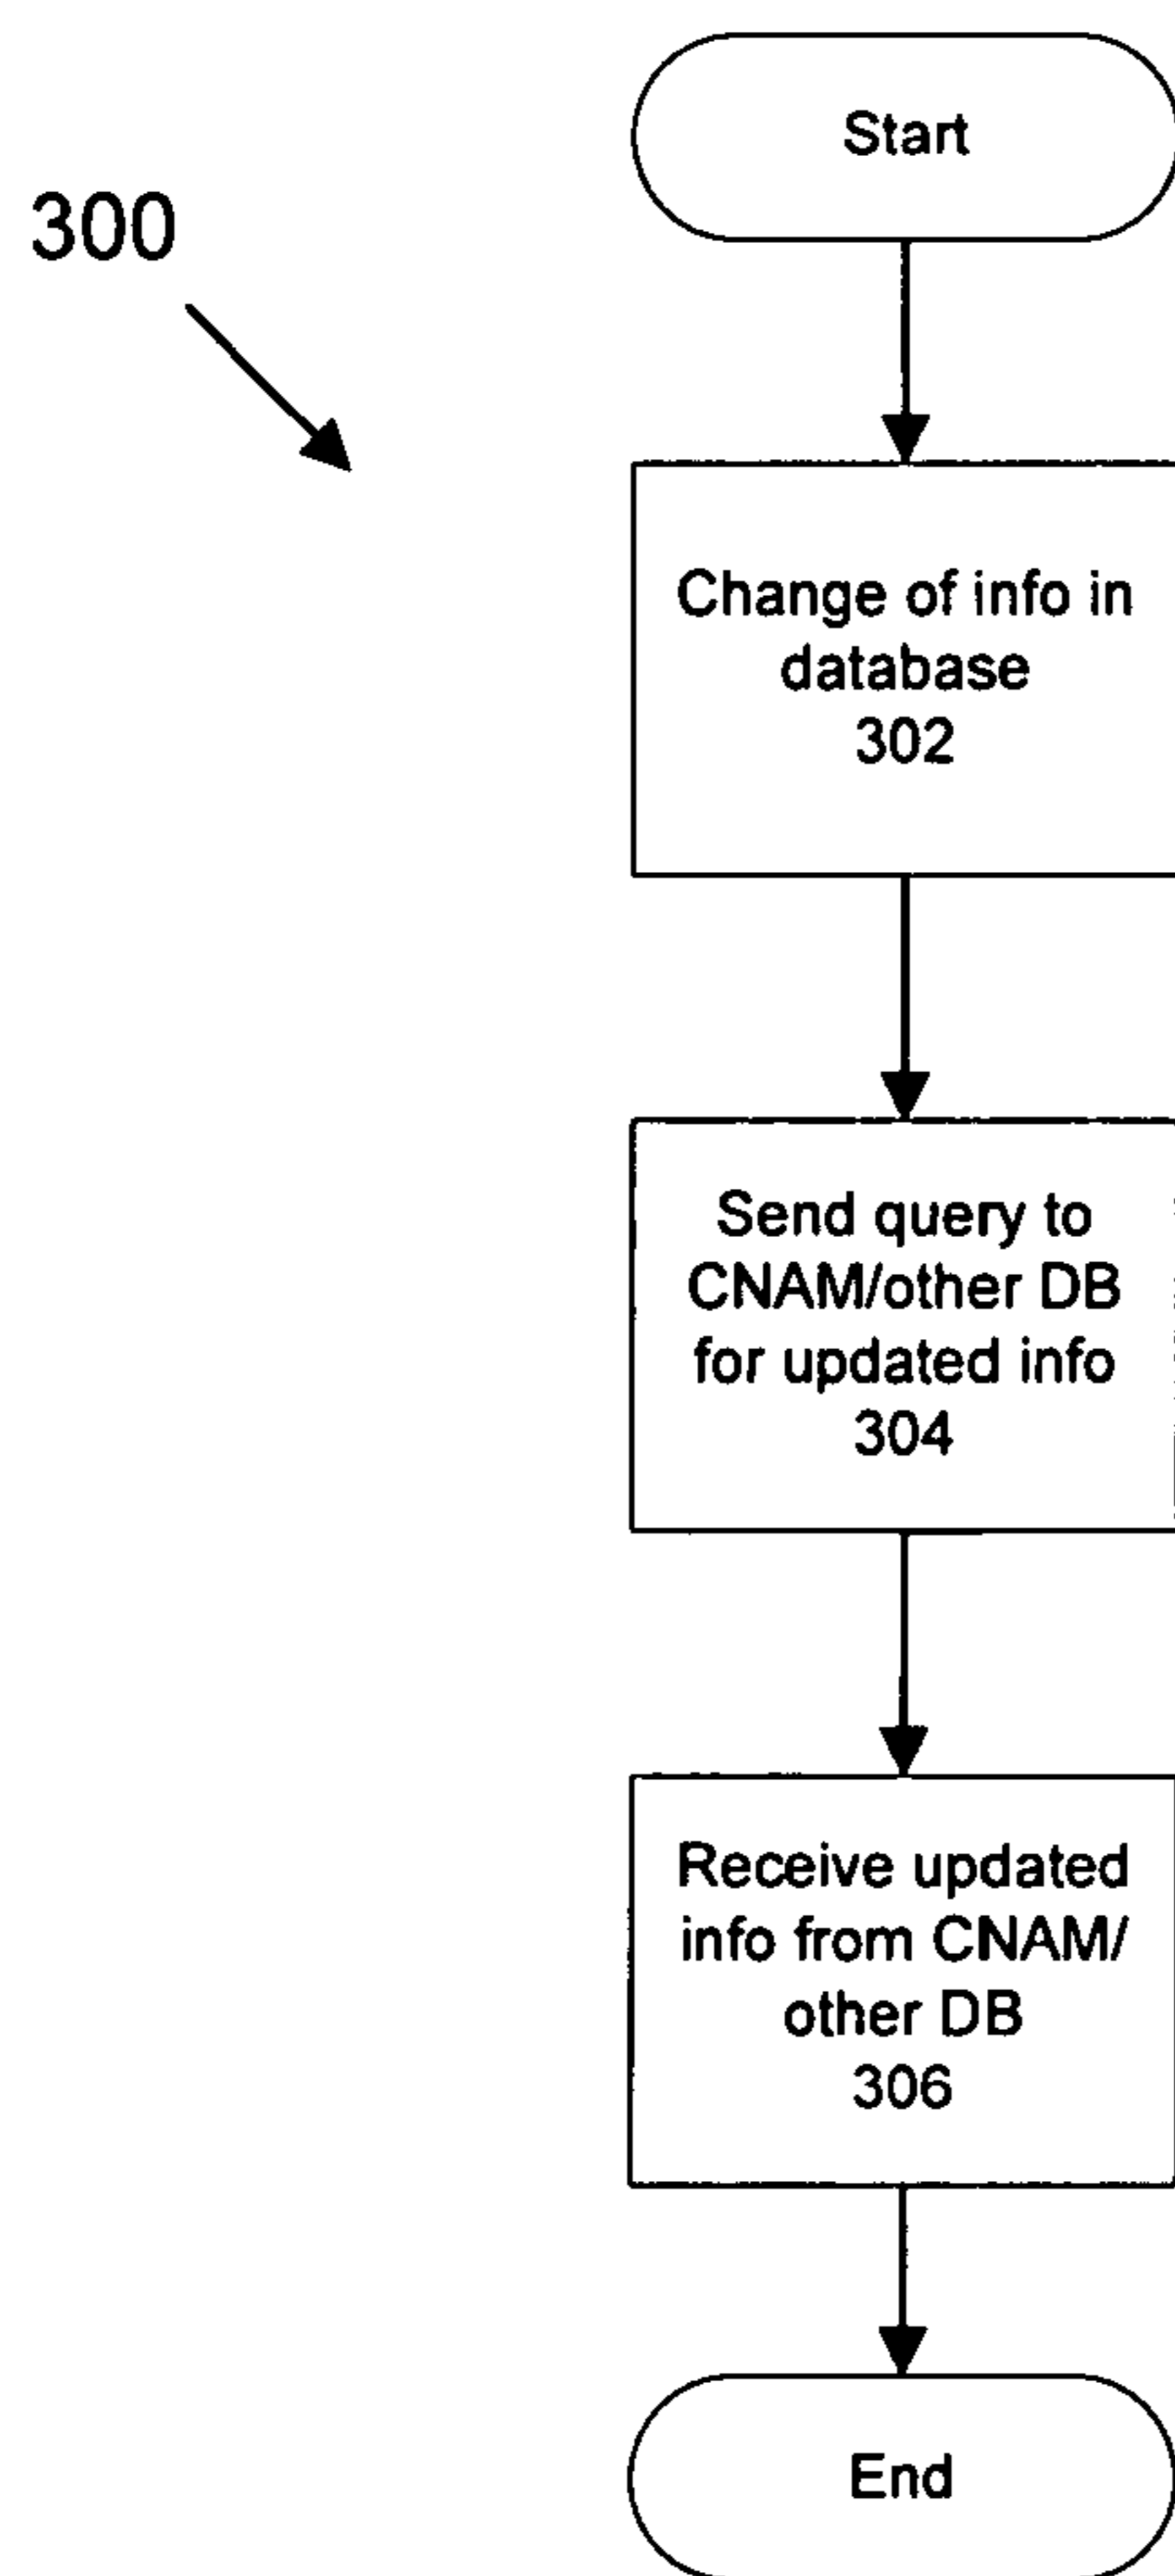 Start
300
Change of info in
database
302
Send query to
CNAM/other DB
for updated info
304
Receive updated
info from CNAM/
other DB
306
End